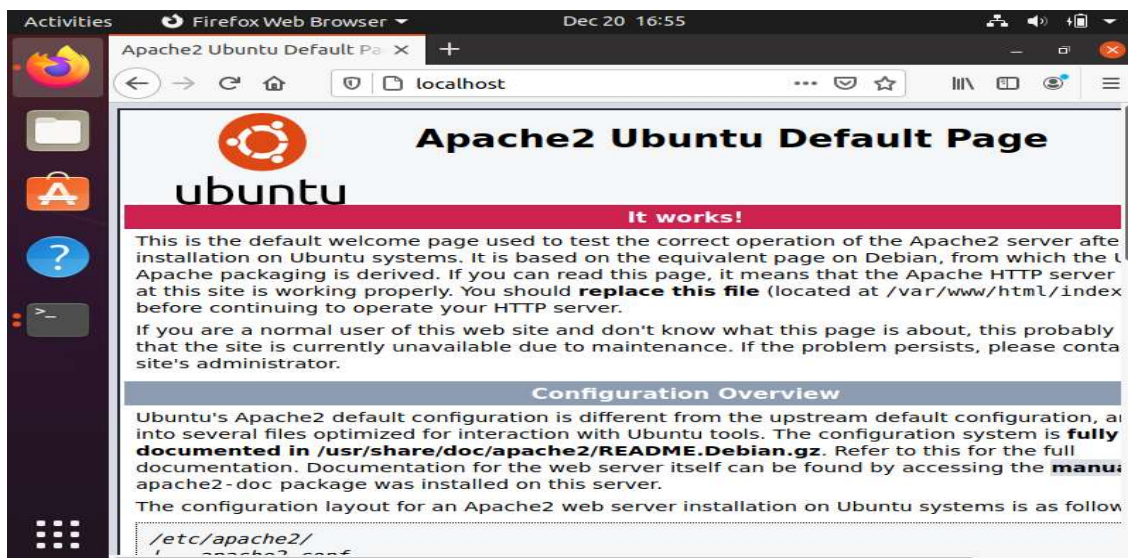 Activities Firefox Web Browser Dec 20 16:55
Apache2 Ubuntu Default Pa
localhost
ubuntu
Apache2 Ubuntu Default Page
It works!
This is the default welcome page used to test the correct operation of the Apache2 server afte
installation on Ubuntu systems. It is based on the equivalent page on Debian, from which the U
Apache packaging is derived. If you can read this page, it means that the Apache HTTP server
at this site is working properly. You should replace this file (located at /var/www/html/index
before continuing to operate your HTTP server.
If you are a normal user of this web site and don't know what this page is about, this probably
that the site is currently unavailable due to maintenance. If the problem persists, please conta
site's administrator.
Configuration Overview
Ubuntu's Apache2 default configuration is different from the upstream default configuration, a
into several files optimized for interaction with Ubuntu tools. The configuration system is fully
documented in /usr/share/doc/apache2/README.Debian.gz. Refer to this for the full
documentation. Documentation for the web server itself can be found by accessing the manua
apache2-doc package was installed on this server.
The configuration layout for an Apache2 web server installation on Ubuntu systems is as follow
/etc/apache2/
apache2.conf